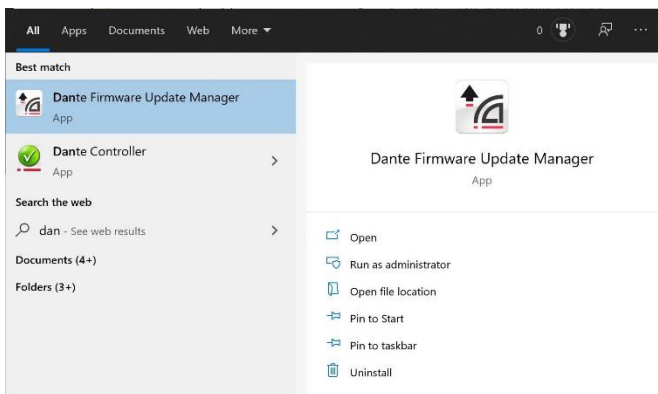 All Apps Documents Web More 0
Best match
Dante Firmware Update Manager
App
Dante Controller
App
Search the web
dan - See web results
Documents (4+)
Folders (3+)
Dante Firmware Update Manager
App
Open
Run as administrator
Open file location
Pin to Start
Pin to taskbar
Uninstall